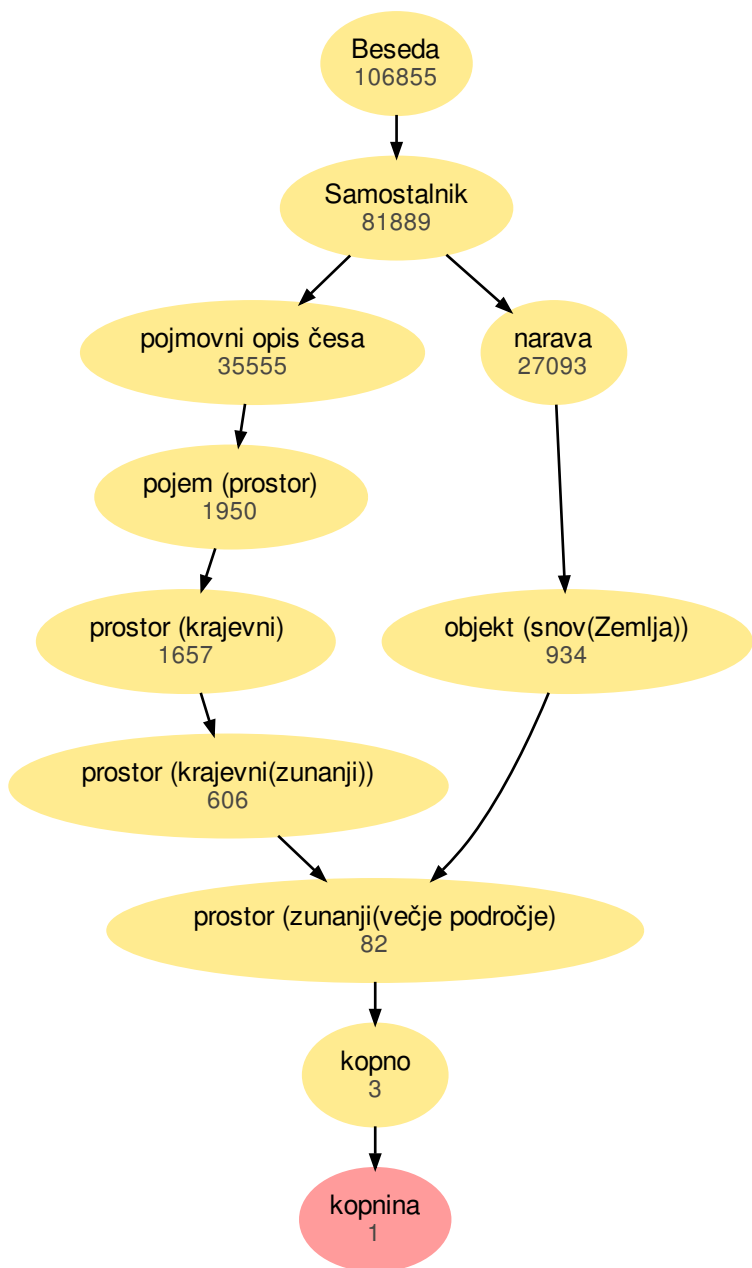 Beseda
106855
Samostalnik
81889
pojmovni opis česa
35555
narava
27093
pojem (prostor)
1950
prostor (krajevni)
1657
objekt (snov(Zemlja))
934
prostor (krajevni(zunanji))
606
prostor (zunanji(večje področje)
82
kopno
3
kopnina
1